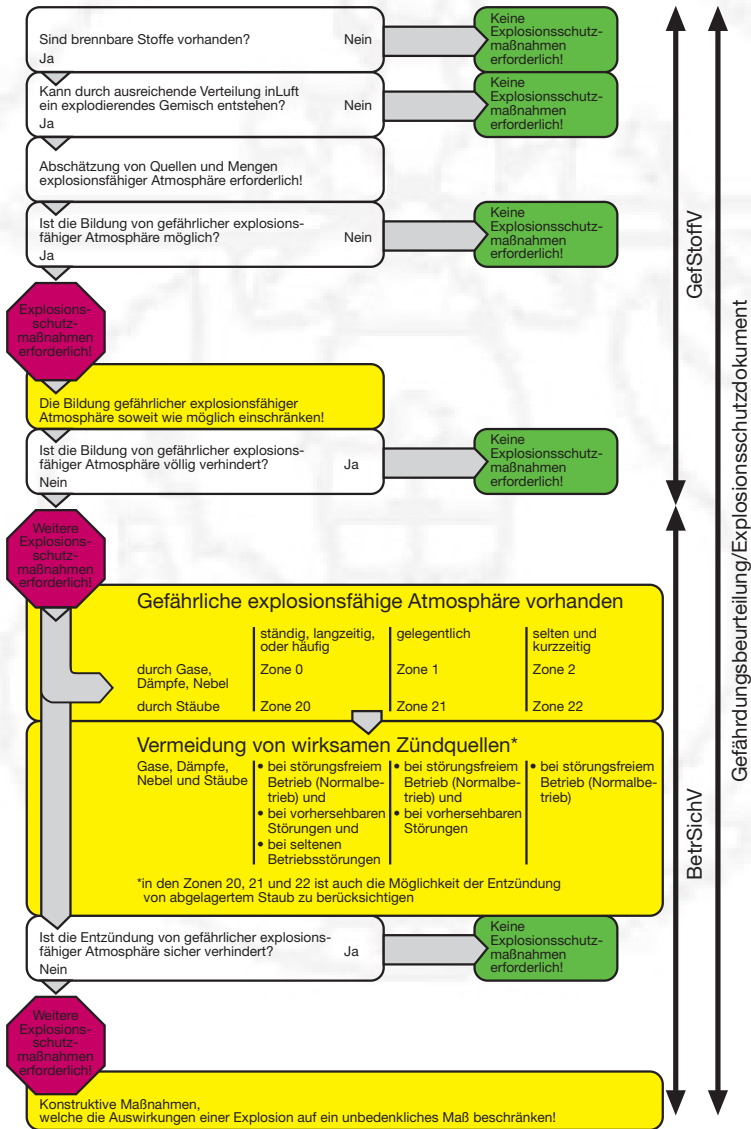 Sind brennbare Stoffe vorhanden? Nein
Ja
Keine
Explosionsschutz-
maßnahmen
erforderlich!
Kann durch ausreichende Verteilung inLuft
ein explodierendes Gemisch entstehen? Nein
Ja
Keine
Explosionsschutz-
maßnahmen
erforderlich!
Abschätzung von Quellen und Mengen
explosionsfähiger Atmosphäre erforderlich!
Ist die Bildung von gefährlicher explosions-
fähiger Atmosphäre möglich? Nein
Ja
Keine
Explosionsschutz-
maßnahmen
erforderlich!
Explosions-
schutz-
maßnahmen
erforderlich!
Die Bildung gefährlicher explosionsfähiger
Atmosphäre soweit wie möglich einschränken!
Ist die Bildung von gefährlicher explosions-
fähiger Atmosphäre völlig verhindert? Ja
Nein
Keine
Explosionsschutz-
maßnahmen
erforderlich!
Weitere
Explosions-
schutz-
maßnahmen
erforderlich!
Gefährliche explosionsfähige Atmosphäre vorhanden
ständig, langzeitig, gelegentlich selten und
oder häufig kurzzeitig
durch Gase, Zone 0 Zone 1 Zone 2
Dämpfe, Nebel
durch Stäube Zone 20 Zone 21 Zone 22
Vermeidung von wirksamen Zündquellen*
Gase, Dämpfe,
Nebel und Stäube
• bei störungsfreiem
Betrieb (Normalbe-
trieb) und
• bei vorhersehbaren
Störungen und
• bei seltenen
Betriebsstörungen
• bei störungsfreiem
Betrieb (Normalbe-
trieb) und
• bei vorhersehbaren
Störungen
• bei störungsfreiem
Betrieb (Normalbe-
trieb)
*in den Zonen 20, 21 und 22 ist auch die Möglichkeit der Entzündung
von abgelagertem Staub zu berücksichtigen
Ist die Entzündung von gefährlicher explosions-
fähiger Atmosphäre sicher verhindert? Ja
Nein
Keine
Explosionsschutz-
maßnahmen
erforderlich!
Weitere
Explosions-
schutz-
maßnahmen
erforderlich!
Konstruktive Maßnahmen,
welche die Auswirkungen einer Explosion auf ein unbedenkliches Maß beschränken!
GefStoffV
BetrSichV
Gefährdungsbeurteilung/Explosionsschutzdokument